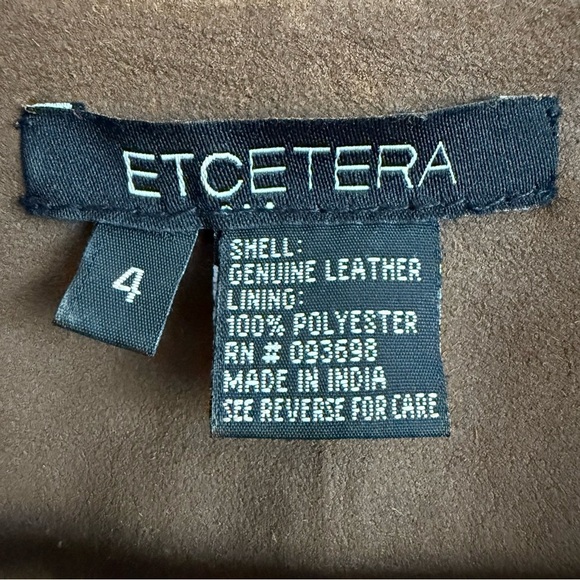 ETCETERA
4
SHELL:
GENUINE LEATHER
LINING:
100% POLYESTER
RN # 093698
MADE IN INDIA
SEE REVERSE FOR CARE